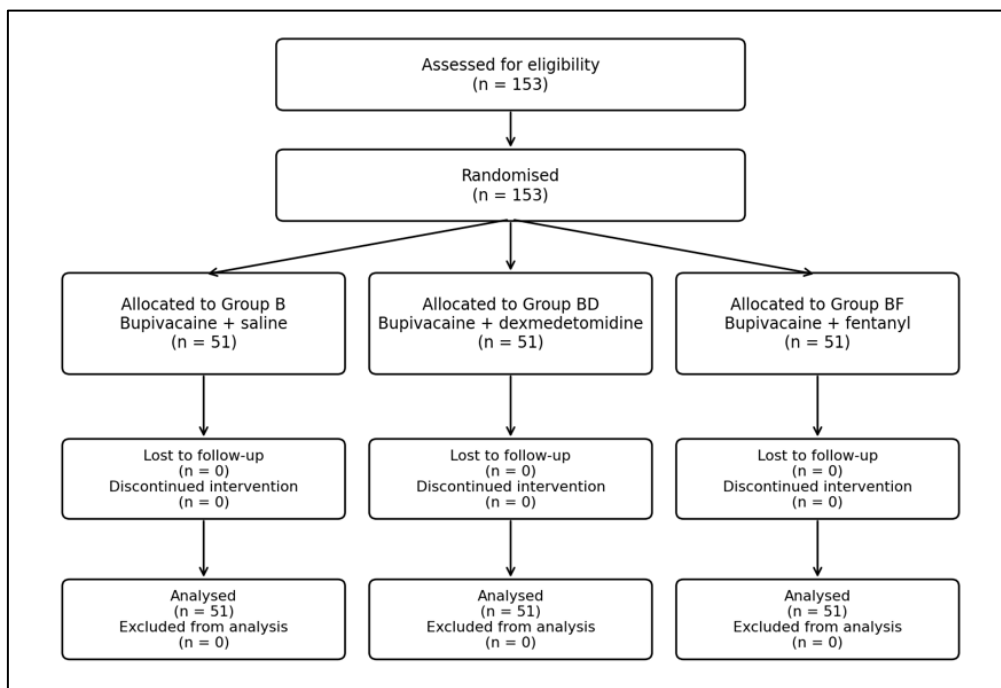 Assessed for eligibility
(n = 153)
Randomised
(n = 153)
Allocated to Group B
Bupivacaine + saline
(n = 51)
Allocated to Group BD
Bupivacaine + dexmedetomidine
(n = 51)
Allocated to Group BF
Bupivacaine + fentanyl
(n = 51)
Lost to follow-up
(n = 0)
Discontinued intervention
(n = 0)
Lost to follow-up
(n = 0)
Discontinued intervention
(n = 0)
Lost to follow-up
(n = 0)
Discontinued intervention
(n = 0)
Analysed
(n = 51)
Excluded from analysis
(n = 0)
Analysed
(n = 51)
Excluded from analysis
(n = 0)
Analysed
(n = 51)
Excluded from analysis
(n = 0)